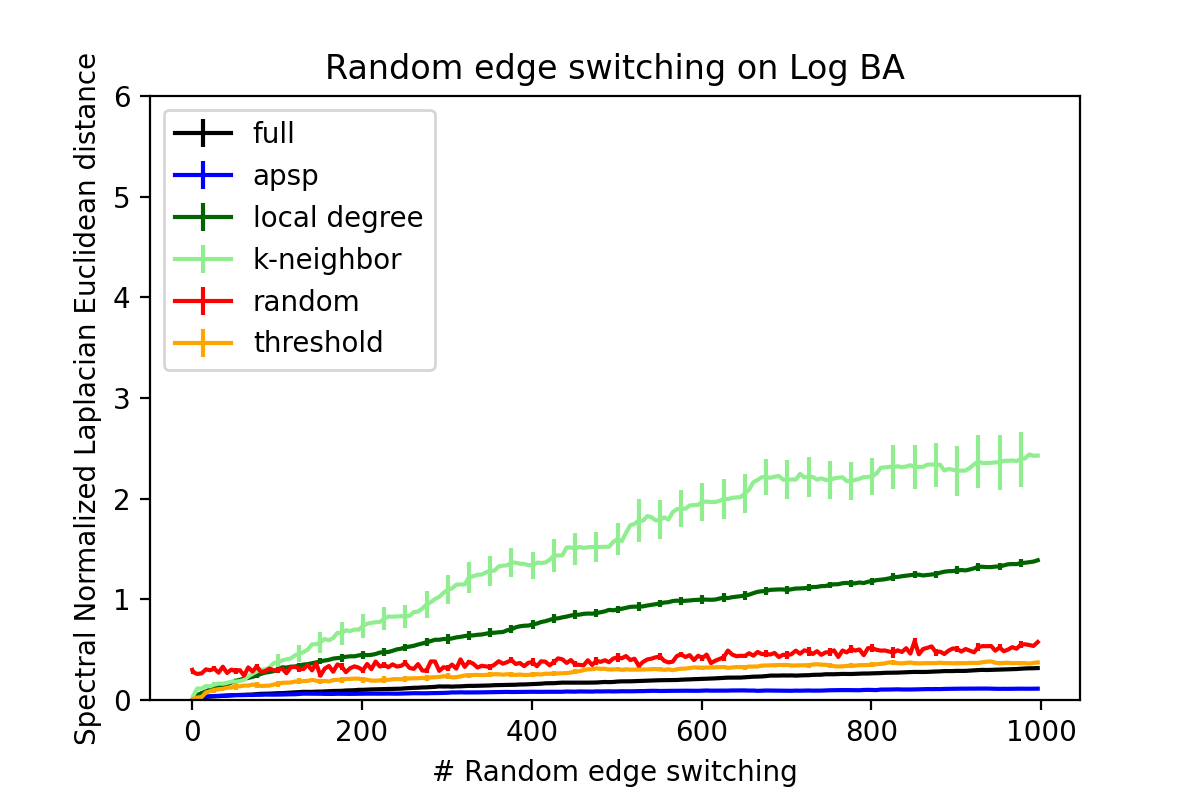 Random edge switching on Log BA
Spectral Normalized Laplacian Euclidean distance
6
5
4
3
2
1
0
full
apsp
local degree
k-neighbor
random
threshold
0 200 400 600 800 1000
# Random edge switching